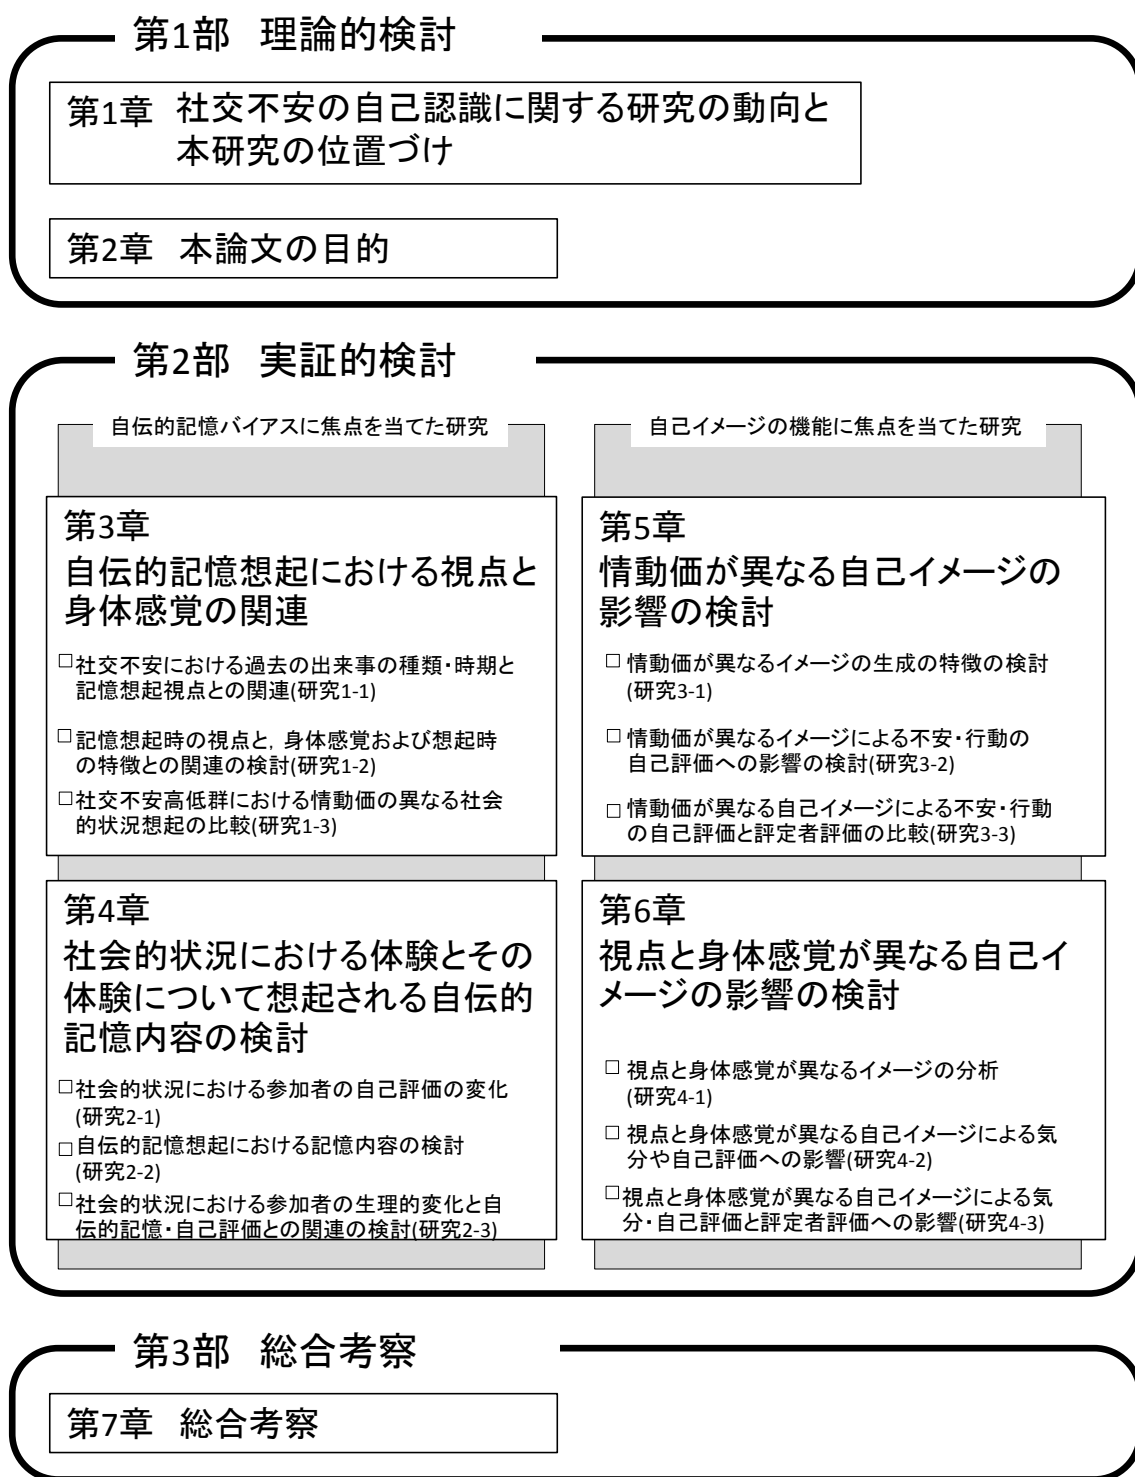 第1部 理論的検討
第1章 社交不安の自己認識に関する研究の動向と
本研究の位置づけ
第2章 本論文の目的
第2部 実証的検討
自伝的記憶バイアスに焦点を当てた研究
第3章
自伝的記憶想起における視点と
身体感覚の関連
□社交不安における過去の出来事の種類・時期と
記憶想起視点との関連(研究1-1)
□記憶想起時の視点と, 身体感覚および想起時
の特徴との関連の検討(研究1-2)
□社交不安高低群における情動価の異なる社会
的状況想起の比較(研究1-3)
第4章
社会的状況における体験とその
体験について想起される自伝的
記憶内容の検討
□社会的状況における参加者の自己評価の変化
(研究2-1)
□自伝的記憶想起における記憶内容の検討
(研究2-2)
□社会的状況における参加者の生理的変化と自
伝的記憶・自己評価との関連の検討(研究2-3)
自己イメージの機能に焦点を当てた研究
第5章
情動価が異なる自己イメージの
影響の検討
□情動価が異なるイメージの生成の特徴の検討
(研究3-1)
□情動価が異なるイメージによる不安・行動の
自己評価への影響の検討(研究3-2)
□情動価が異なる自己イメージによる不安・行動
の自己評価と評定者評価の比較(研究3-3)
第6章
視点と身体感覚が異なる自己イ
メージの影響の検討
□視点と身体感覚が異なるイメージの分析
(研究4-1)
□視点と身体感覚が異なる自己イメージによる気
分や自己評価への影響(研究4-2)
□視点と身体感覚が異なる自己イメージによる気
分・自己評価と評定者評価への影響(研究4-3)
第3部 総合考察
第7章 総合考察